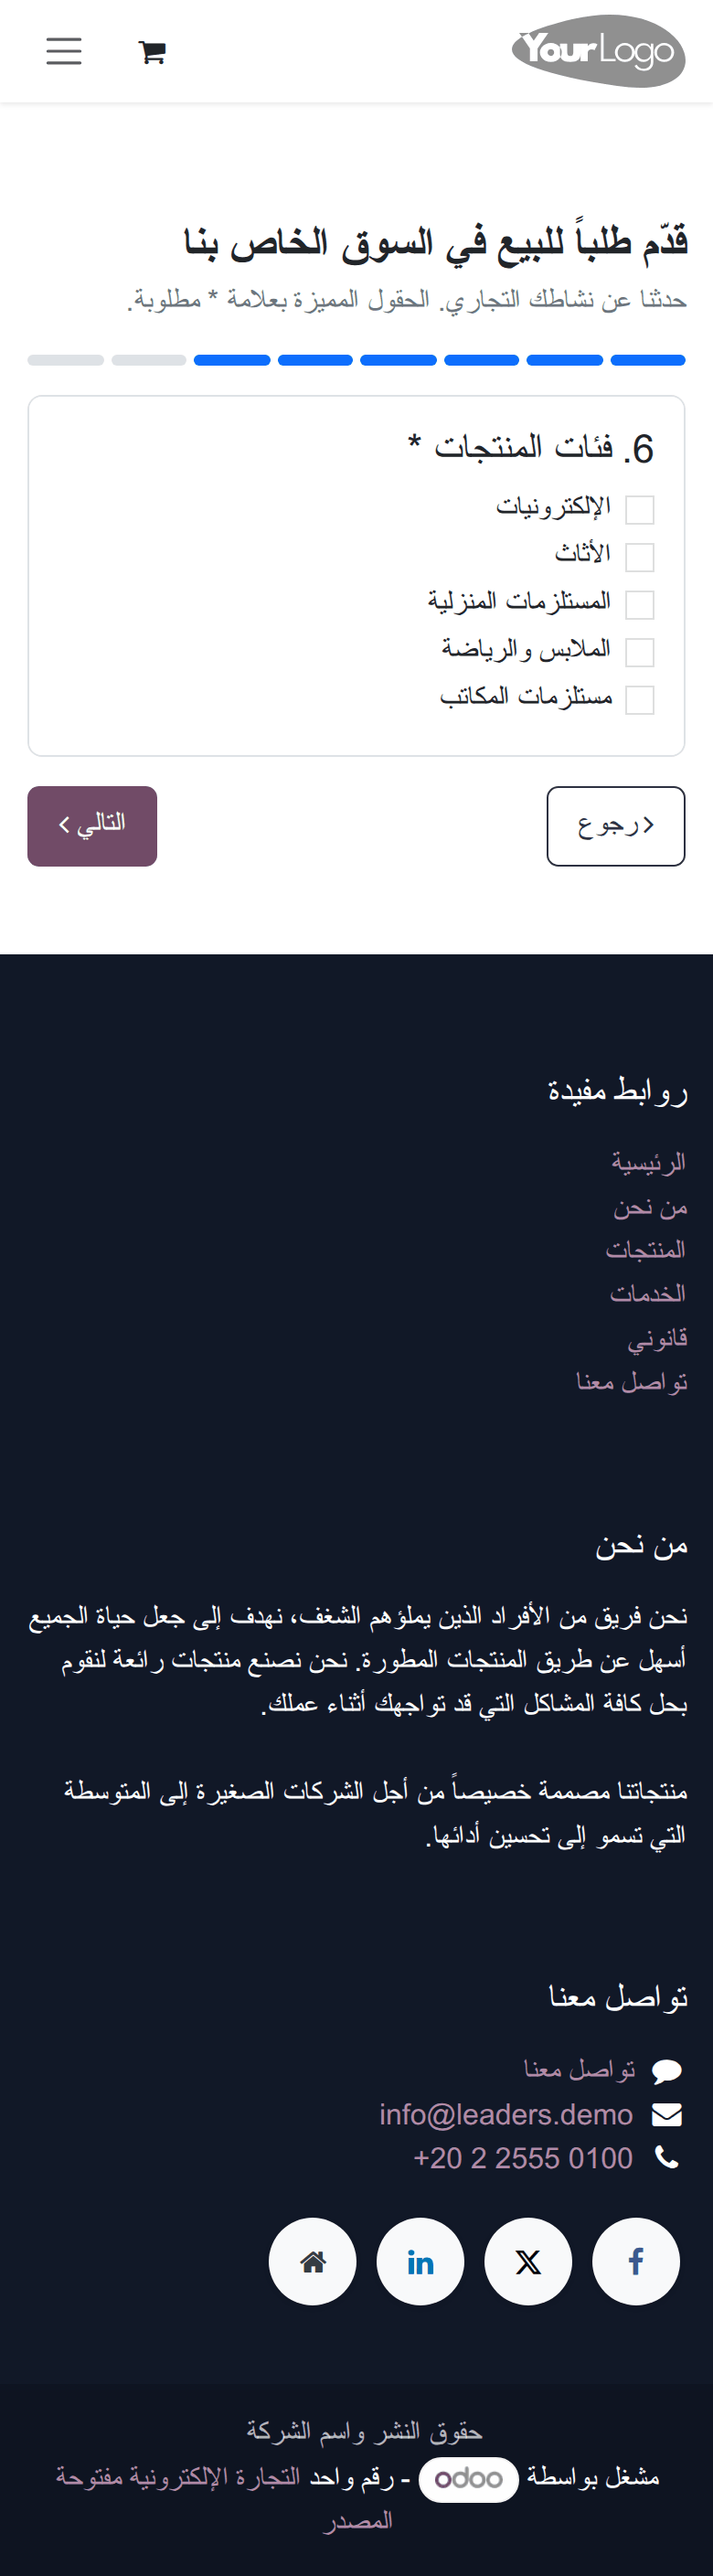 YourLogo
قدّم طلباً للبيع في السوق الخاص بنا
حدثنا عن نشاطك التجاري. الحقول المميزة بعلامة * مطلوبة.
6. فئات المنتجات *
الإلكترونيات
الأثاث
المستلزمات المنزلية
الملابس والرياضة
مستلزمات المكاتب
رجوع
التالي
روابط مفيدة
الرئيسية
من نحن
المنتجات
الخدمات
قانوني
تواصل معنا
من نحن
نحن فريق من الأفراد الذين يملؤهم الشغف، نهدف إلى جعل حياة الجميع
أسهل عن طريق المنتجات المطورة. نحن نصنع منتجات رائعة لنقوم
بحل كافة المشاكل التي قد تواجهك أثناء عملك.
منتجاتنا مصممة خصيصاً من أجل الشركات الصغيرة إلى المتوسطة
التي تسمو إلى تحسين أدائها.
تواصل معنا
تواصل معنا
info@leaders.demo
+20 2 2555 0100
حقوق النشر واسم الشركة
مشغل بواسطة odoo - رقم واحد التجارة الإلكترونية مفتوحة
المصدر